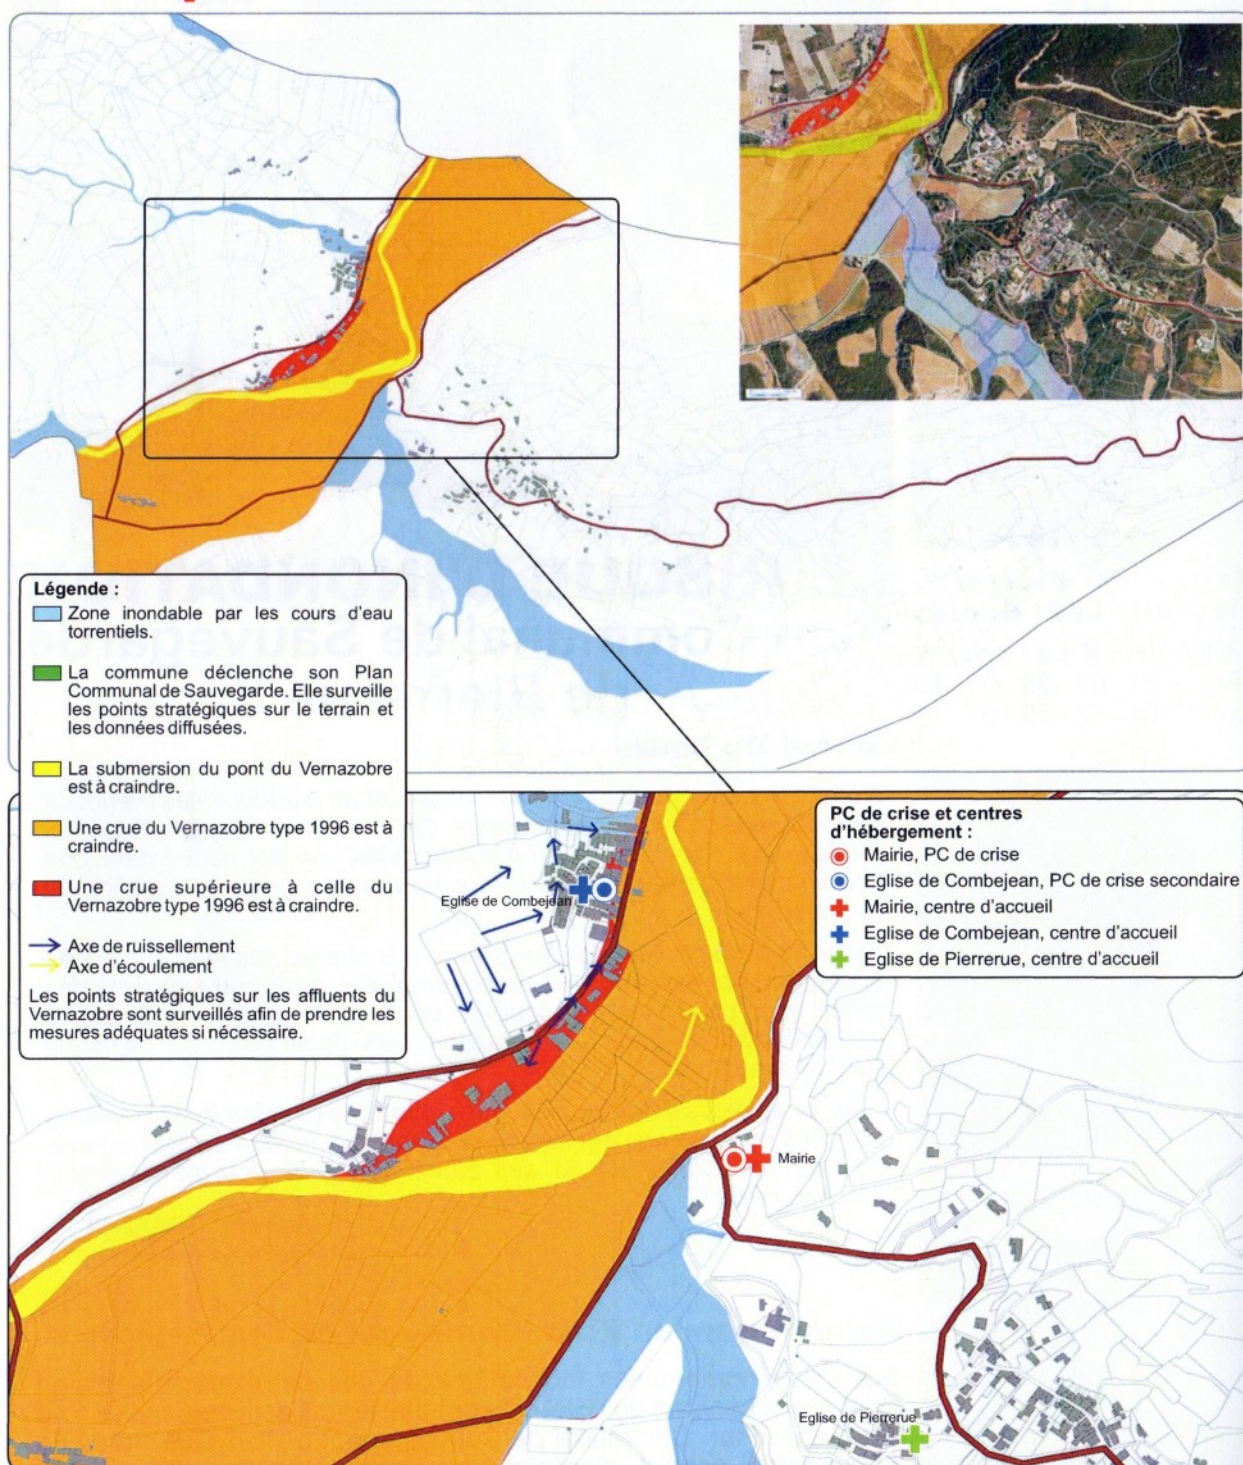 Légende :
Zone inondable par les cours d'eau
torrentiels.
La commune déclenche son Plan
Communal de Sauvegarde. Elle surveille
les points stratégiques sur le terrain et
les données diffusées.
La submersion du pont du Vernazobre
est à craindre.
Une crue du Vernazobre type 1996 est à
craindre.
Une crue supérieure à celle du
Vernazobre type 1996 est à craindre.
Axe de ruissellement
Axe d'écoulement
Les points stratégiques sur les affluents du
Vernazobre sont surveillés afin de prendre les
mesures adéquates si nécessaire.
PC de crise et centres
d'hébergement :
Mairie, PC de crise
Eglise de Combejean, PC de crise secondaire
Mairie, centre d'accueil
Eglise de Combejean, centre d'accueil
Eglise de Pierrerue, centre d'accueil
Eglise de Combejean
Mairie
Eglise de Pierrerue